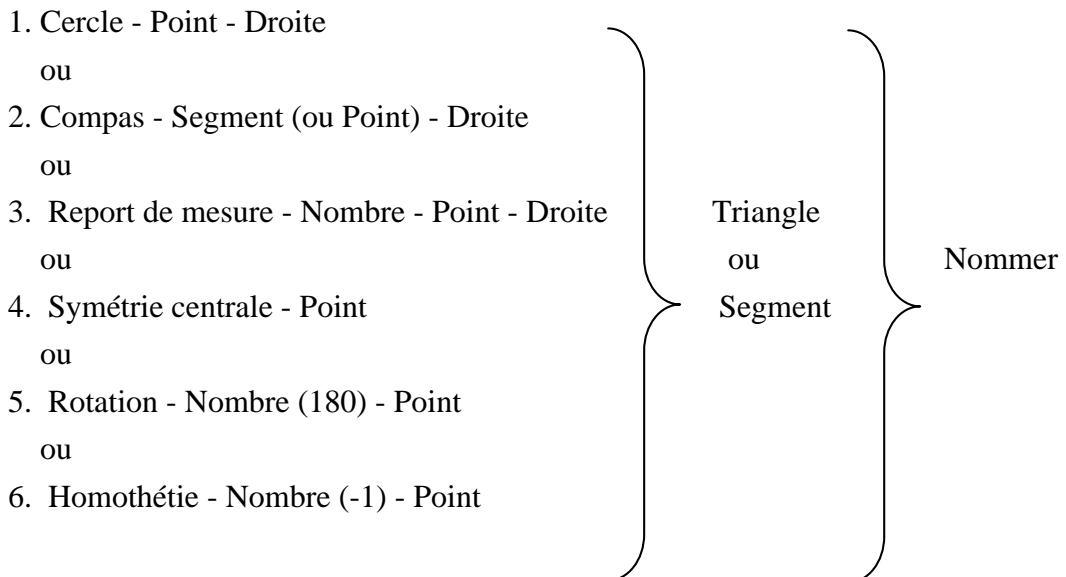 1. Cercle - Point - Droite
ou
2. Compas - Segment (ou Point) - Droite
ou
3. Report de mesure - Nombre - Point - Droite
ou
4. Symétrie centrale - Point
ou
5. Rotation - Nombre (180) - Point
ou
6. Homothétie - Nombre (-1) - Point
Triangle
ou
Segment
Nommer